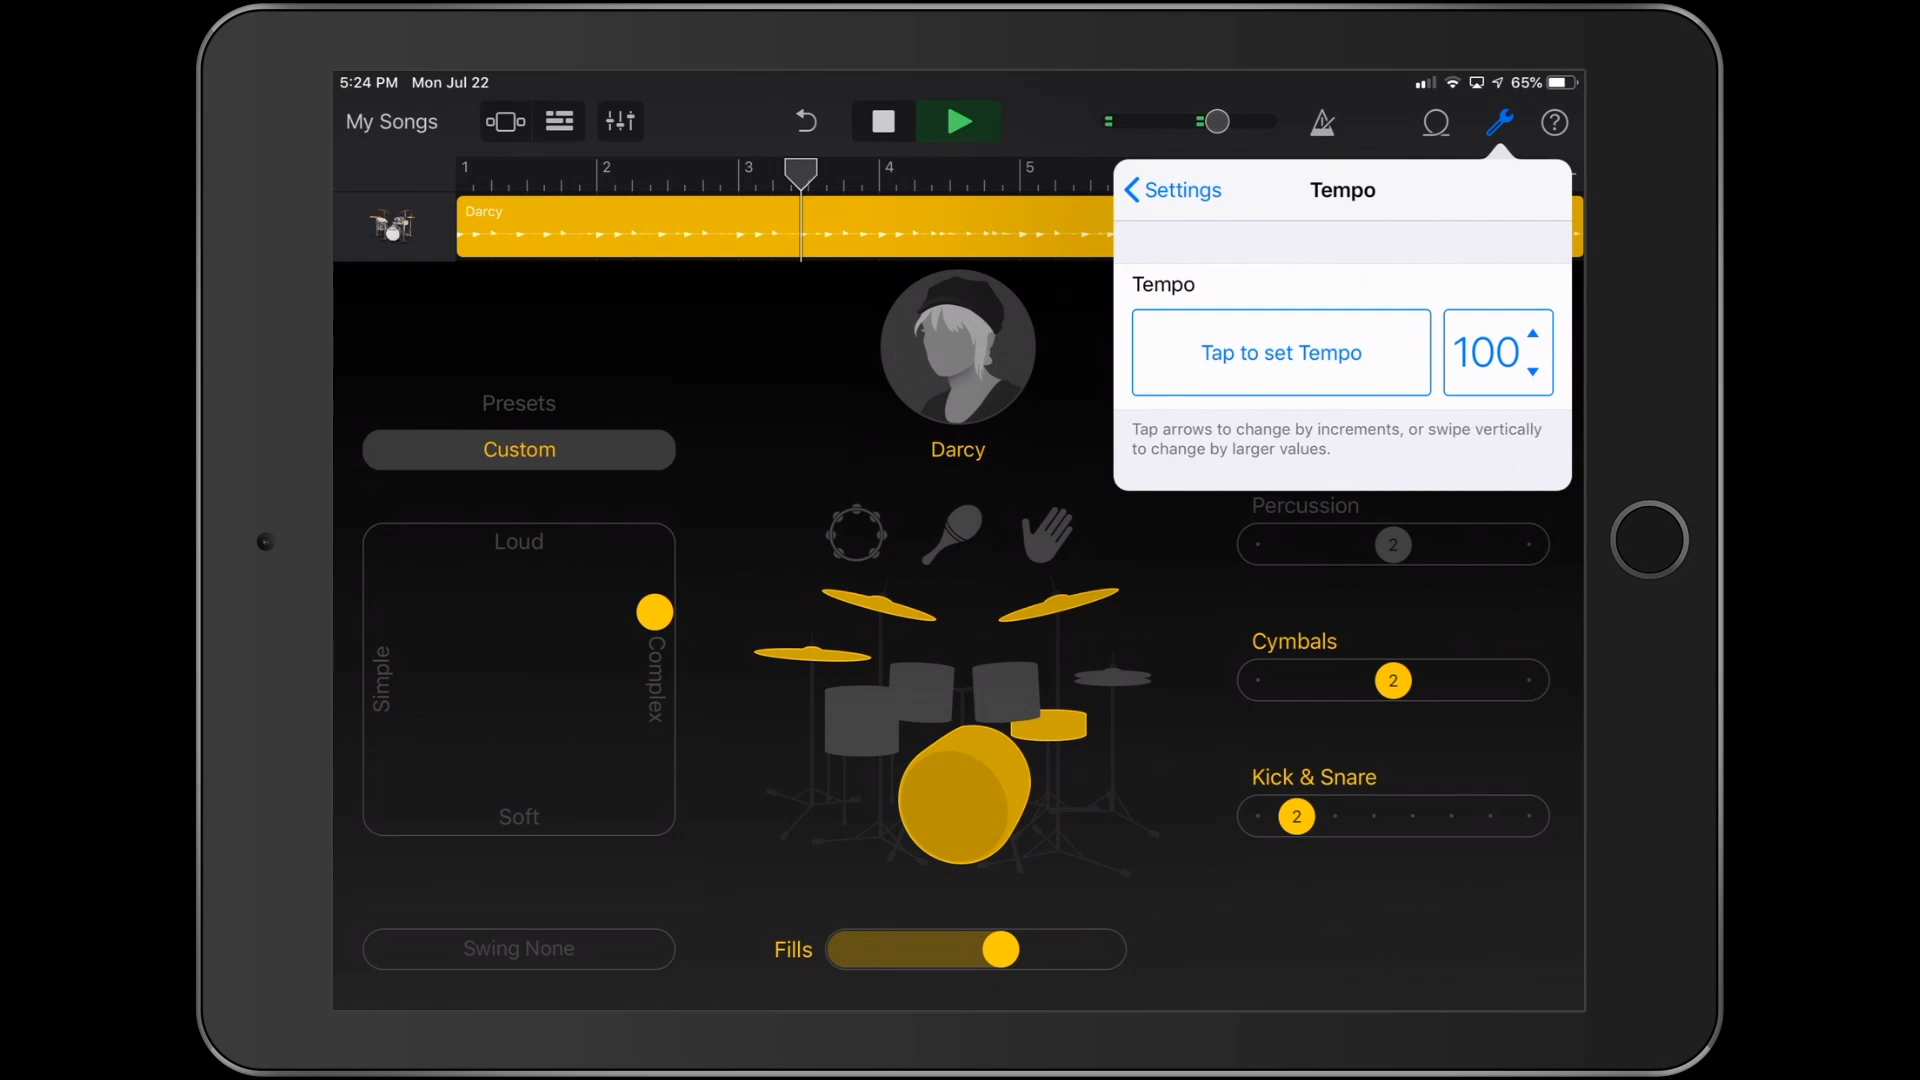 5:24 PM Mon Jul 22
65%
My Songs
1 2 3 4 5
Darcy
Settings
Tempo
Tempo
Tap to set Tempo
100
Tap arrows to change by increments, or swipe vertically
to change by larger values.
Presets
Custom
Darcy
Loud
Simple
Complex
Soft
Percussion
2
Cymbals
2
Kick & Snare
2
Swing None
Fills